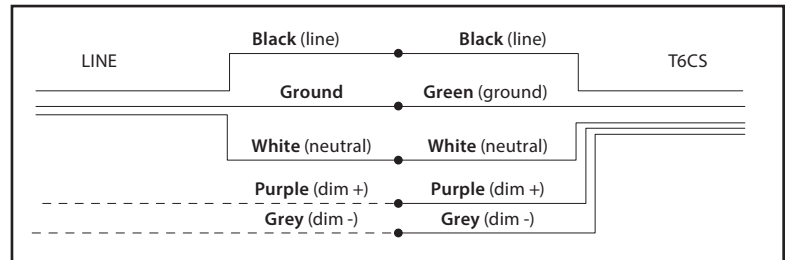 Black (line) Black (line)
LINE T6CS
Ground Green (ground)
White (neutral) White (neutral)
Purple (dim +) Purple (dim +)
Grey (dim -) Grey (dim -)